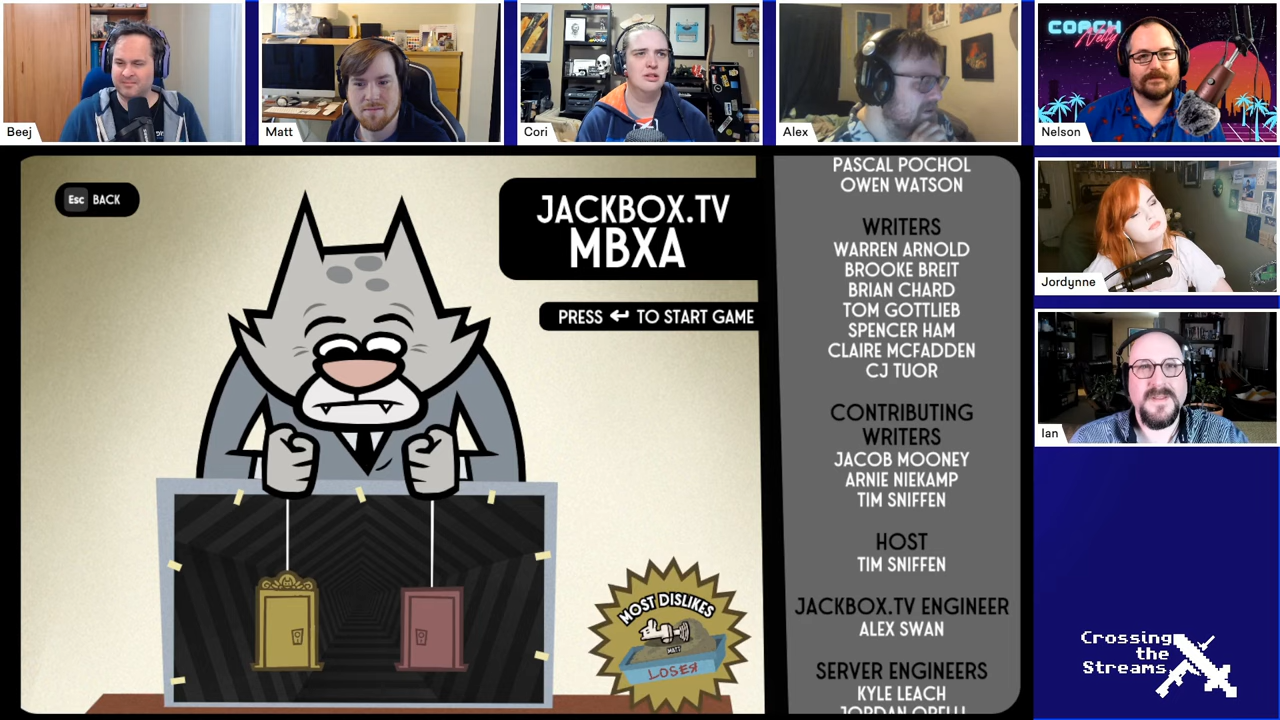 Beej
Matt
Cori
Alex
COACH
Nelly
Nelson
Jordynne
Ian
Esc BACK
JACKBOX.TV
MBXA
PRESS TO START GAME
MOST DISLIKES
MATT
LOSER
PASCAL POCHOL
OWEN WATSON
WRITERS
WARREN ARNOLD
BROOKE BREIT
BRIAN CHARD
TOM GOTTLIEB
SPENCER HAM
CLAIRE MCFADDEN
CJ TUOR
CONTRIBUTING
WRITERS
JACOB MOONEY
ARNIE NIEKAMP
TIM SNIFFEN
HOST
TIM SNIFFEN
JACKBOX.TV ENGINEER
ALEX SWAN
SERVER ENGINEERS
KYLE LEACH
Crossing
the
Streams